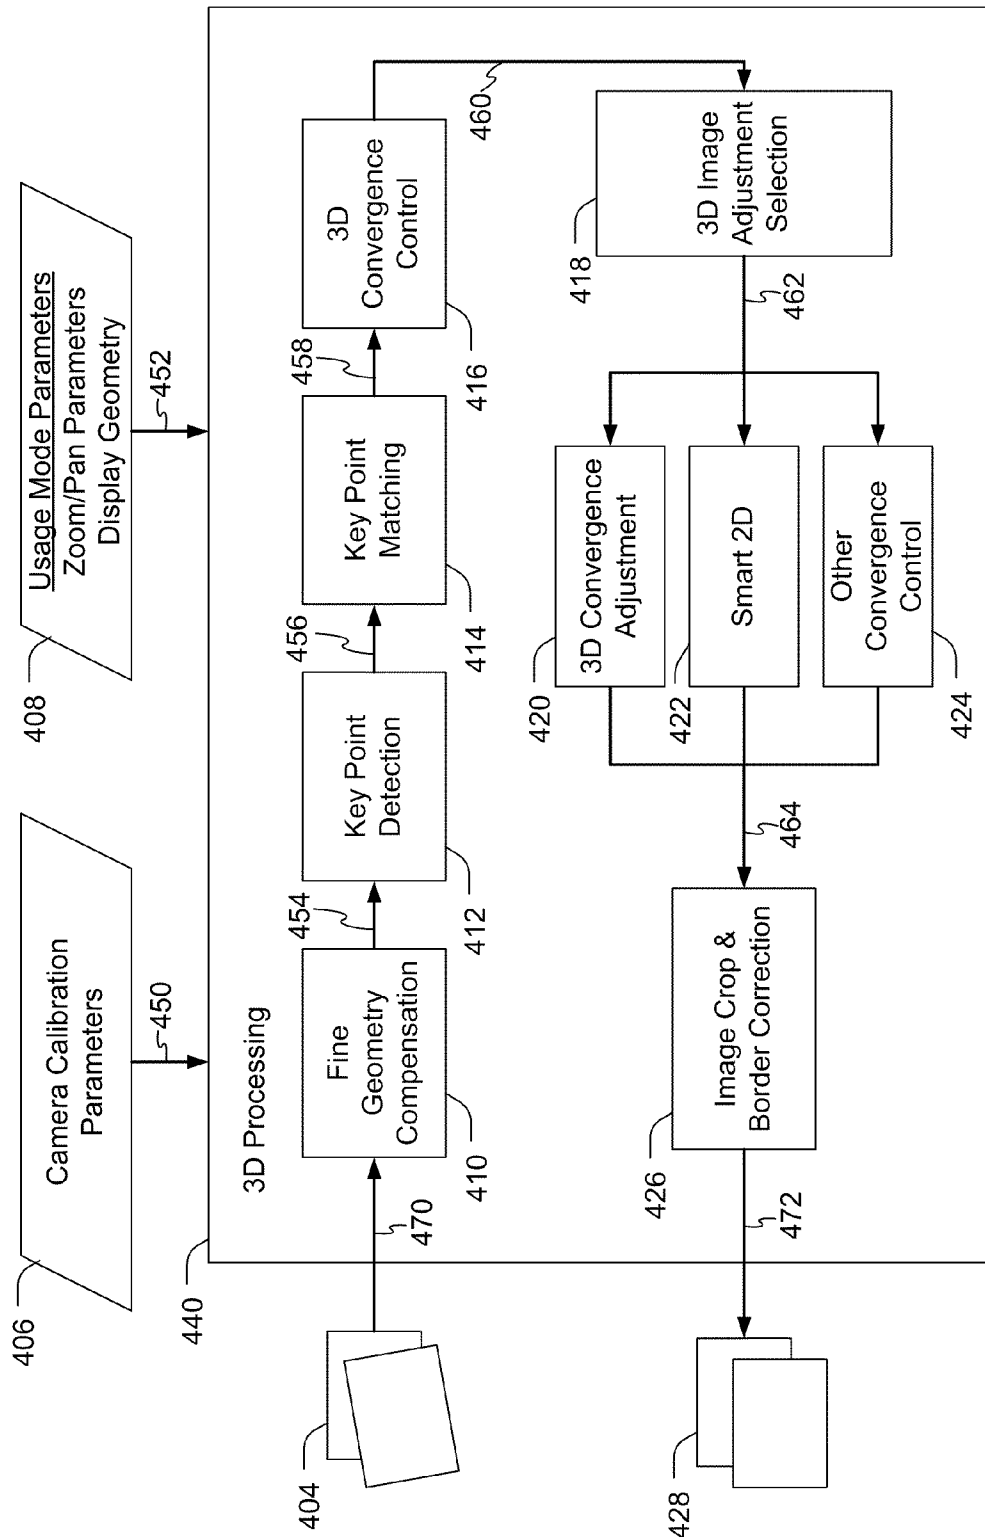 Camera Calibration
Parameters
406
450
Usage Mode Parameters
Zoom/Pan Parameters
Display Geometry
408
452
440
3D Processing
404
470
Fine
Geometry
Compensation
410
454
Key Point
Detection
412
456
Key Point
Matching
414
458
3D
Convergence
Control
416
460
3D Image
Adjustment
Selection
418
462
3D Convergence
Adjustment
420
Smart 2D
422
Other
Convergence
Control
424
464
Image Crop &
Border Correction
426
472
428